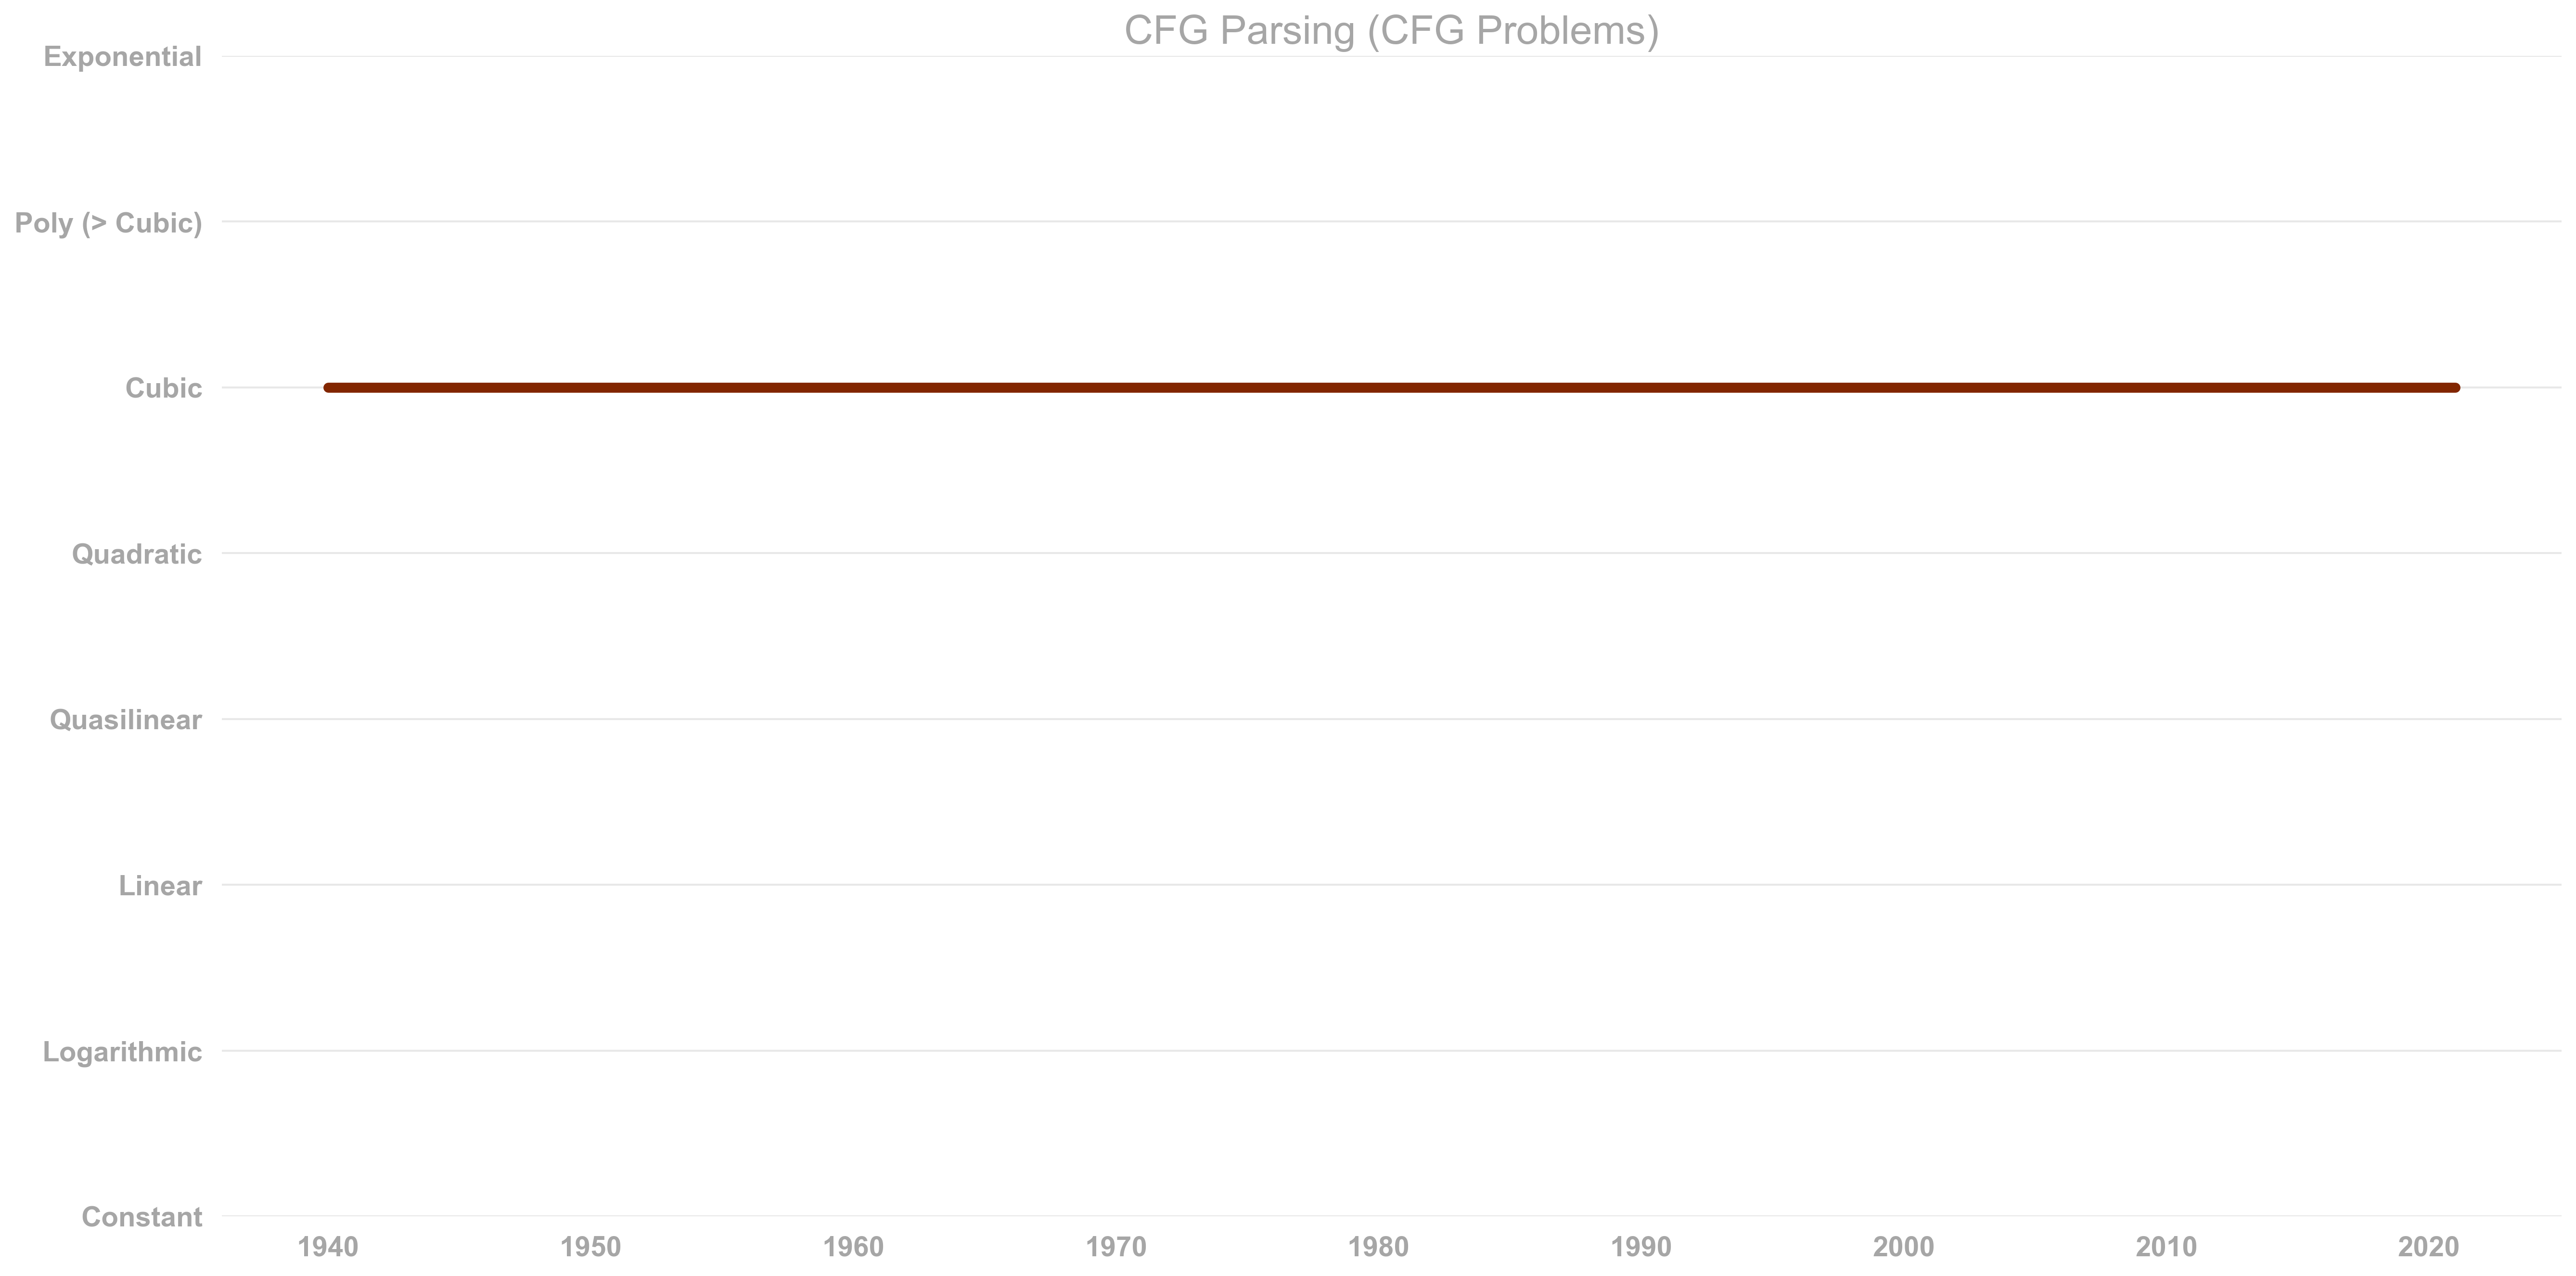 CFG Parsing (CFG Problems)
Exponential
Poly (> Cubic)
Cubic
Quadratic
Quasilinear
Linear
Logarithmic
Constant
1940 1950 1960 1970 1980 1990 2000 2010 2020